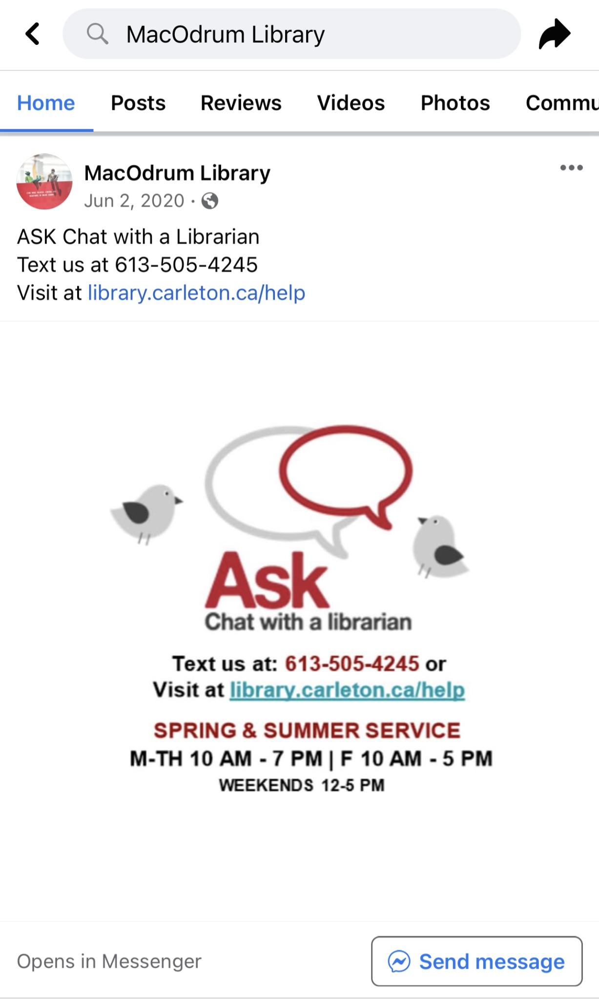 MacOdrum Library
Home Posts Reviews Videos Photos Commu
MacOdrum Library
Jun 2, 2020 ·
ASK Chat with a Librarian
Text us at 613-505-4245
Visit at library.carleton.ca/help
Ask
Chat with a librarian
Text us at: 613-505-4245 or
Visit at library.carleton.ca/help
SPRING & SUMMER SERVICE
M-TH 10 AM - 7 PM | F 10 AM - 5 PM
WEEKENDS 12-5 PM
Opens in Messenger
Send message